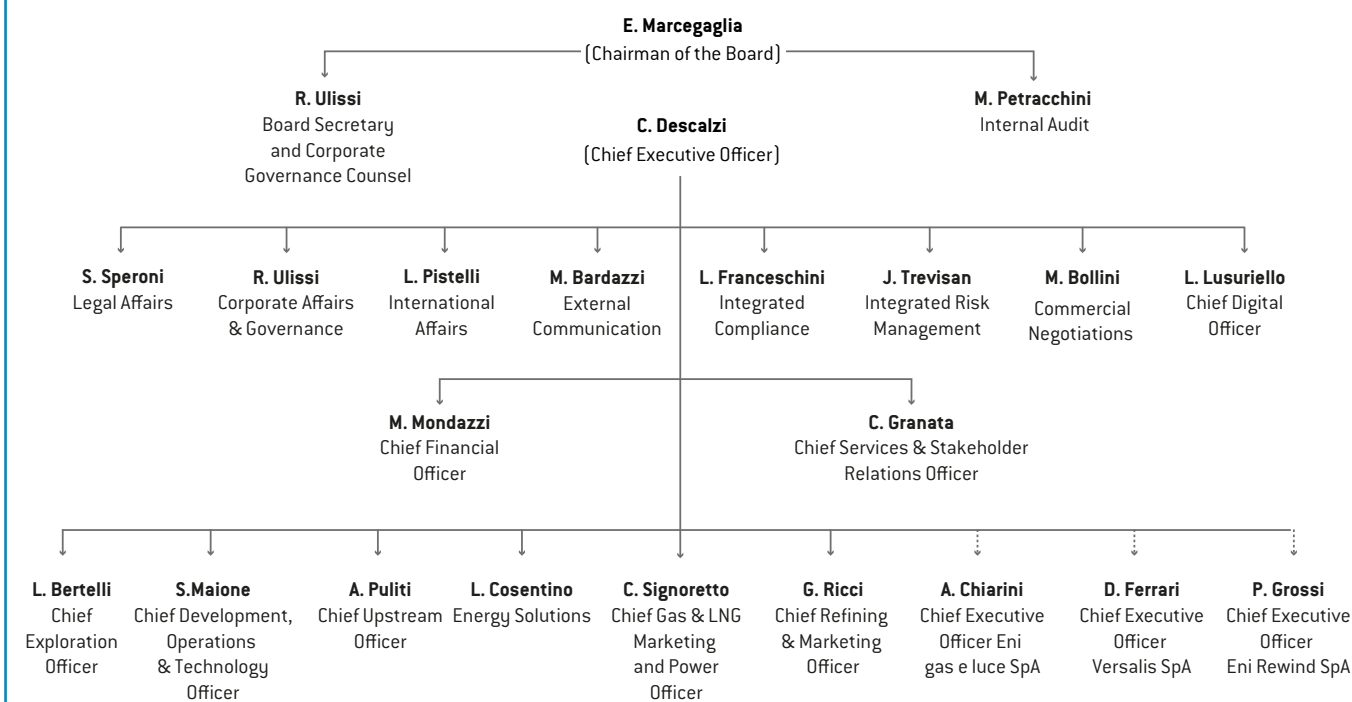 E. Marcegaglia
(Chairman of the Board)
R. Ulissi
Board Secretary
and Corporate
Governance Counsel
M. Petracchini
Internal Audit
C. Descalzi
(Chief Executive Officer)
S. Speroni
Legal Affairs
R. Ulissi
Corporate Affairs
& Governance
L. Pistelli
International
Affairs
M. Bardazzi
External
Communication
L. Franceschini
Integrated
Compliance
J. Trevisan
Integrated Risk
Management
M. Bollini
Commercial
Negotiations
L. Lusuriello
Chief Digital
Officer
M. Mondazzi
Chief Financial
Officer
C. Granata
Chief Services & Stakeholder
Relations Officer
L. Bertelli
Chief
Exploration
Officer
S.Maione
Chief Development,
Operations
& Technology
Officer
A. Puliti
Chief Upstream
Officer
L. Cosentino
Energy Solutions
C. Signoretto
Chief Gas & LNG
Marketing
and Power
Officer
G. Ricci
Chief Refining
& Marketing
Officer
A. Chiarini
Chief Executive
Officer Eni
gas e luce SpA
D. Ferrari
Chief Executive
Officer
Versalis SpA
P. Grossi
Chief Executive
Officer
Eni Rewind SpA